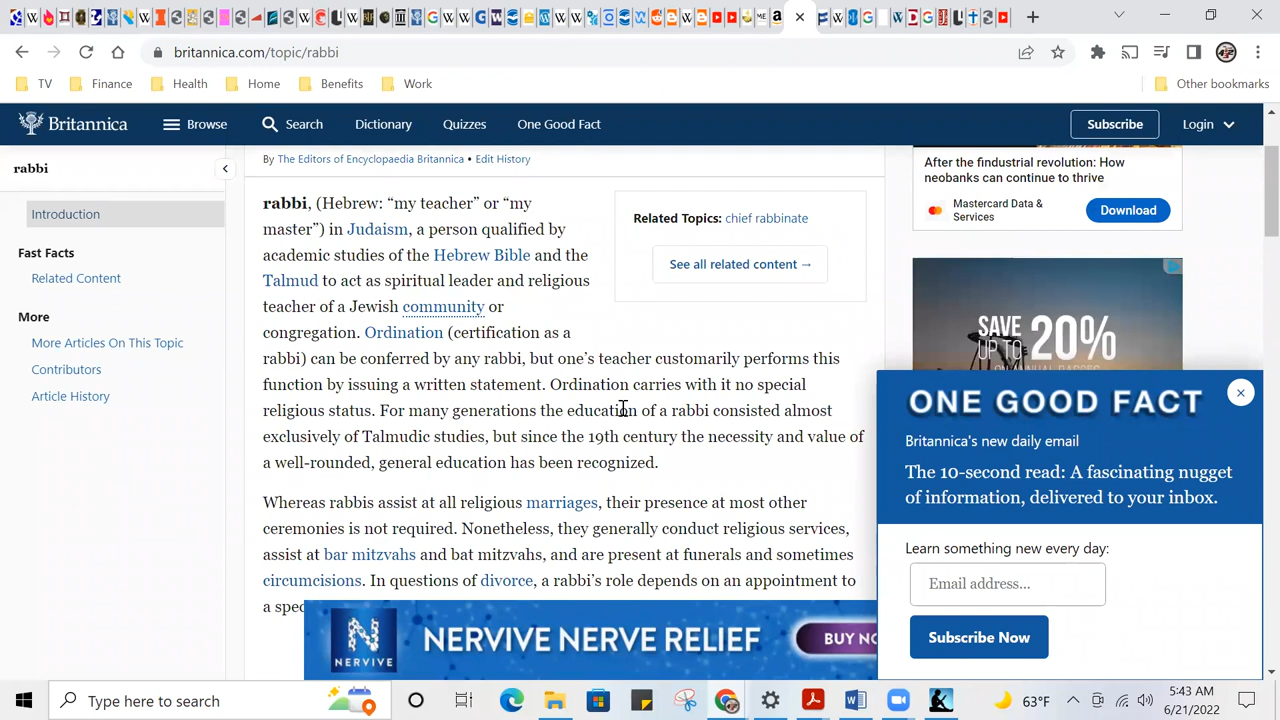 britannica.com/topic/rabbi
TV
Finance
Health
Home
Benefits
Work
Other bookmarks
Britannica
Browse
Search
Dictionary
Quizzes
One Good Fact
Subscribe
Login
rabbi
Introduction
Fast Facts
Related Content
More
More Articles On This Topic
Contributors
Article History
By The Editors of Encyclopaedia Britannica • Edit History
rabbi, (Hebrew: “my teacher” or “my
master”) in Judaism, a person qualified by
academic studies of the Hebrew Bible and the
Talmud to act as spiritual leader and religious
teacher of a Jewish community or
congregation. Ordination (certification as a
rabbi) can be conferred by any rabbi, but one’s teacher customarily performs this
function by issuing a written statement. Ordination carries with it no special
religious status. For many generations the education of a rabbi consisted almost
exclusively of Talmudic studies, but since the 19th century the necessity and value of
a well-rounded, general education has been recognized.
Whereas rabbis assist at all religious marriages, their presence at most other
ceremonies is not required. Nonetheless, they generally conduct religious services,
assist at bar mitzvahs and bat mitzvahs, and are present at funerals and sometimes
circumcisions. In questions of divorce, a rabbi’s role depends on an appointment to
a spec
Related Topics: chief rabbinate
See all related content →
After the findustrial revolution: How
neobanks can continue to thrive
Mastercard Data &
Services
Download
SAVE
UP TO 20%
ONE GOOD FACT
Britannica's new daily email
The 10-second read: A fascinating nugget
of information, delivered to your inbox.
Learn something new every day:
Email address...
Subscribe Now
NERVIVE
NERVIVE NERVE RELIEF
BUY NO
Type here to search
63°F
5:43 AM
6/21/2022